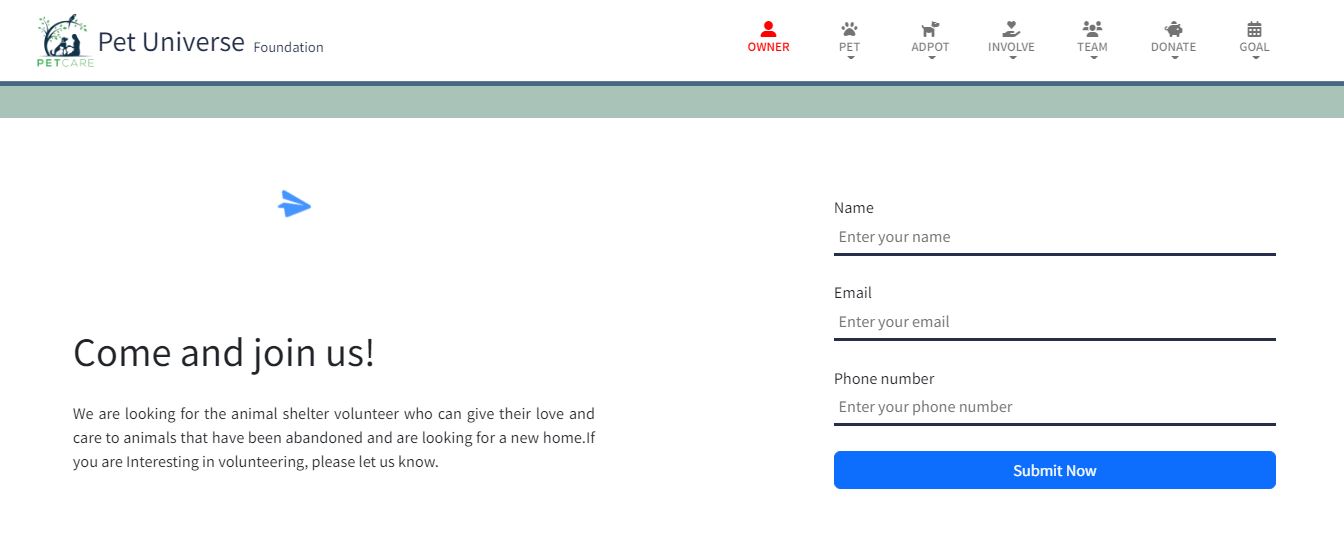 PETCARE
Pet Universe Foundation
OWNER
PET
ADPOT
INVOLVE
TEAM
DONATE
GOAL
Come and join us!
We are looking for the animal shelter volunteer who can give their love and
care to animals that have been abandoned and are looking for a new home.If
you are Interesting in volunteering, please let us know.
Name
Enter your name
Email
Enter your email
Phone number
Enter your phone number
Submit Now